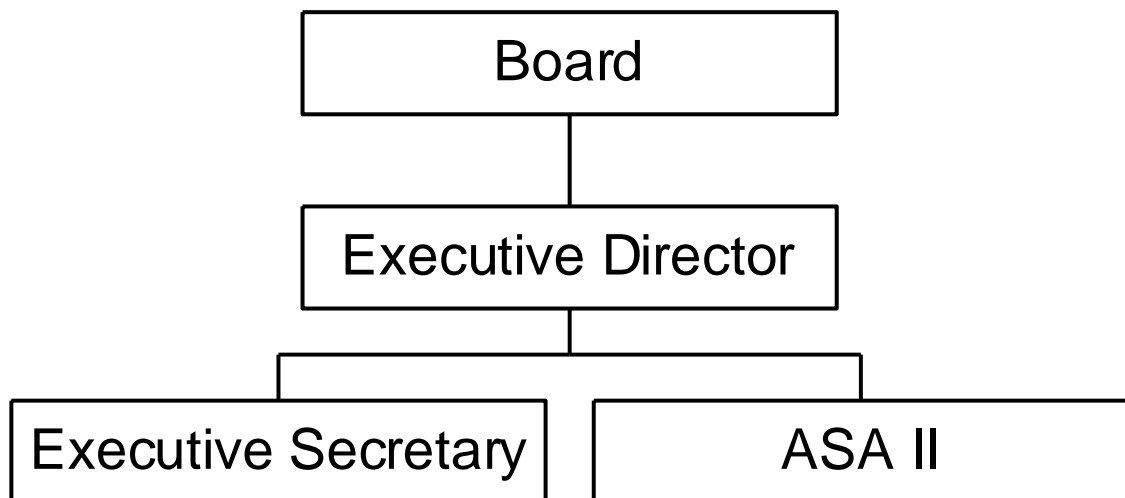 Board
Executive Director
Executive Secretary
ASA II